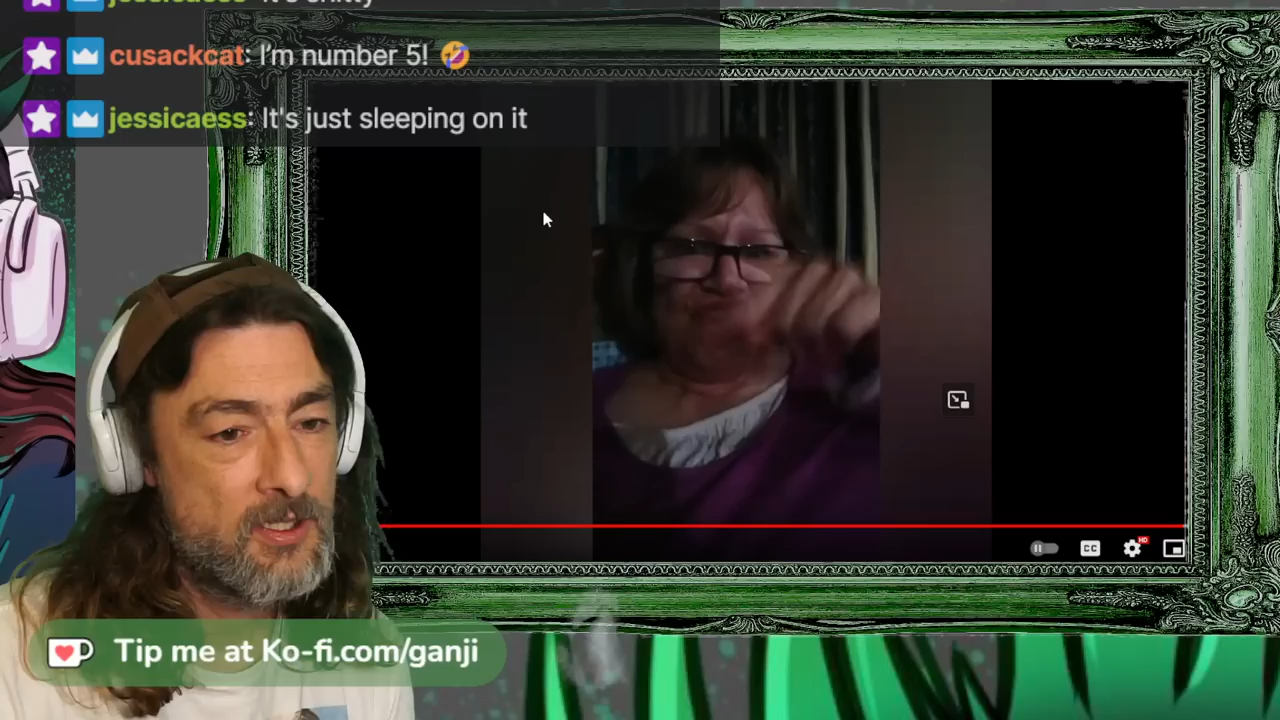 cusackcat: I'm number 5! 🤣
jessicaess: It's just sleeping on it
CC
HD
Tip me at Ko-fi.com/ganji